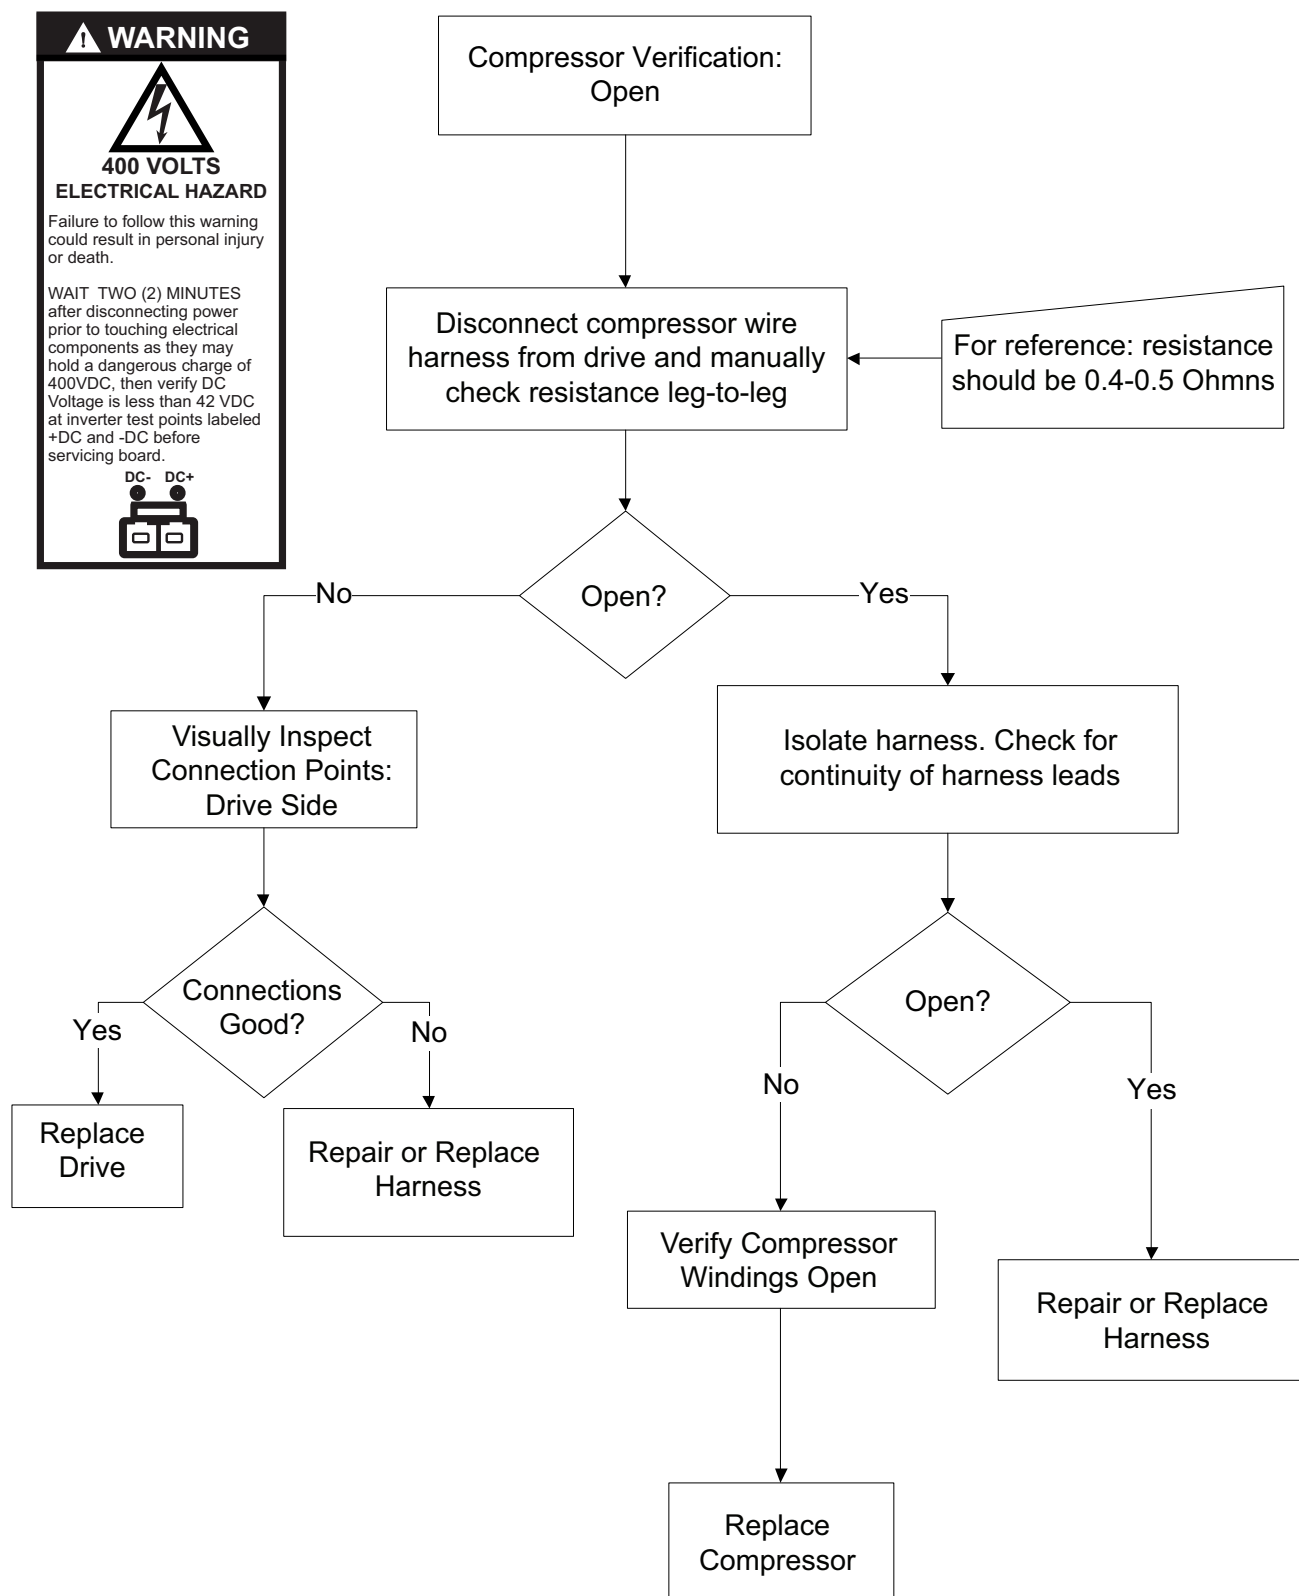 WARNING
400 VOLTS
ELECTRICAL HAZARD
Failure to follow this warning
could result in personal injury
or death.
WAIT  TWO (2) MINUTES
after disconnecting power
prior to touching electrical
components as they may
hold a dangerous charge of
400VDC, then verify DC
Voltage is less than 42 VDC
at inverter test points labeled
+DC and -DC before
servicing board.
DC- DC+
Compressor Verification:
Open
Disconnect compressor wire
harness from drive and manually
check resistance leg-to-leg
For reference: resistance
should be 0.4-0.5 Ohmns
Open?
No
Yes
Visually Inspect
Connection Points:
Drive Side
Isolate harness. Check for
continuity of harness leads
Connections
Good?
Yes
No
Open?
No
Yes
Replace
Drive
Repair or Replace
Harness
Verify Compressor
Windings Open
Repair or Replace
Harness
Replace
Compressor